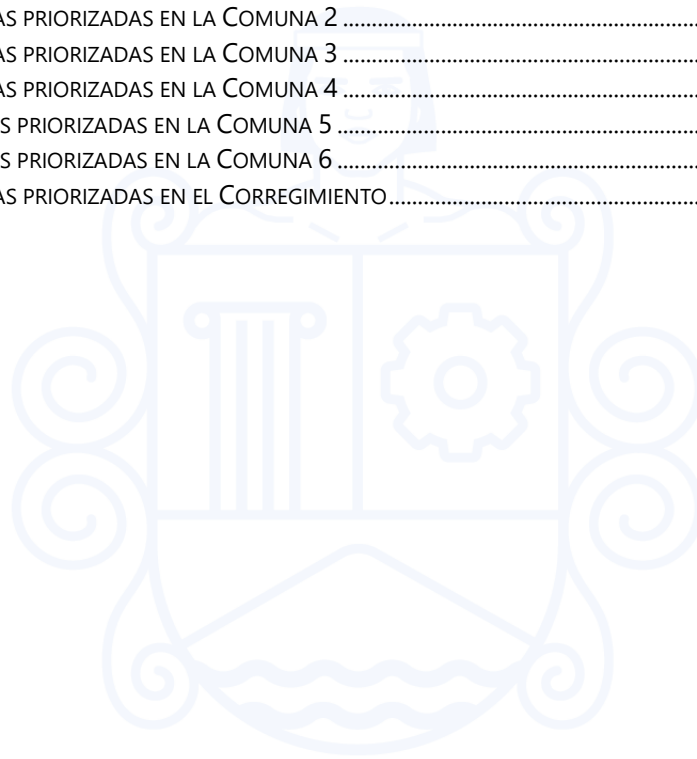 AS PRIORIZADAS EN LA COMUNA 2 ........................................................................................
AS PRIORIZADAS EN LA COMUNA 3 ........................................................................................
AS PRIORIZADAS EN LA COMUNA 4 ........................................................................................
S PRIORIZADAS EN LA COMUNA 5 ........................................................................................
S PRIORIZADAS EN LA COMUNA 6 ........................................................................................
AS PRIORIZADAS EN EL CORREGIMIENTO ........................................................................................